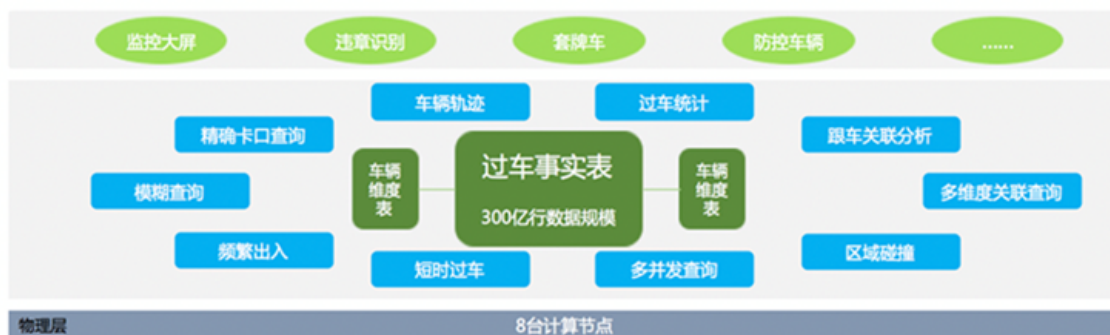 监控大屏
违章识别
套牌车
防控车辆
……
车辆轨迹
过车统计
精确卡口查询
跟车关联分析
模糊查询
车辆
维度
表
过车事实表
300亿行数据规模
车辆
维度
表
多维度关联查询
频繁出入
区域碰撞
短时过车
多并发查询
物理层
8台计算节点